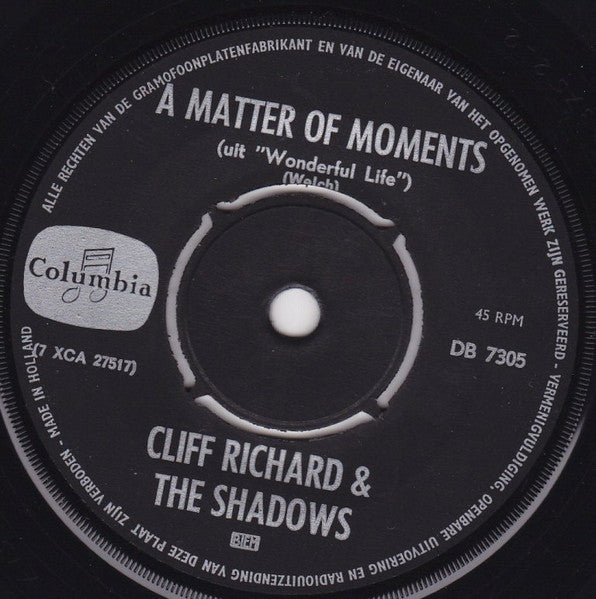 ALLE RECHTEN VAN DE GRAMOFOONPLATENFABRIKANT EN VAN DE EIGENAAR VAN HET OPGENOMEN WERK ZIJN GERESERVEERD - VERMENIGVULDIGING OPENBARE UITVOERING EN RADIOUITZENDING VAN DEZE PLAAT ZIJN VERBODEN - MADE IN HOLLAND
A MATTER OF MOMENTS
(uit "Wonderful Life")
(Welch)
Columbia
45 RPM
(7 XCA 27517)
DB 7305
CLIFF RICHARD &
THE SHADOWS
BIEM